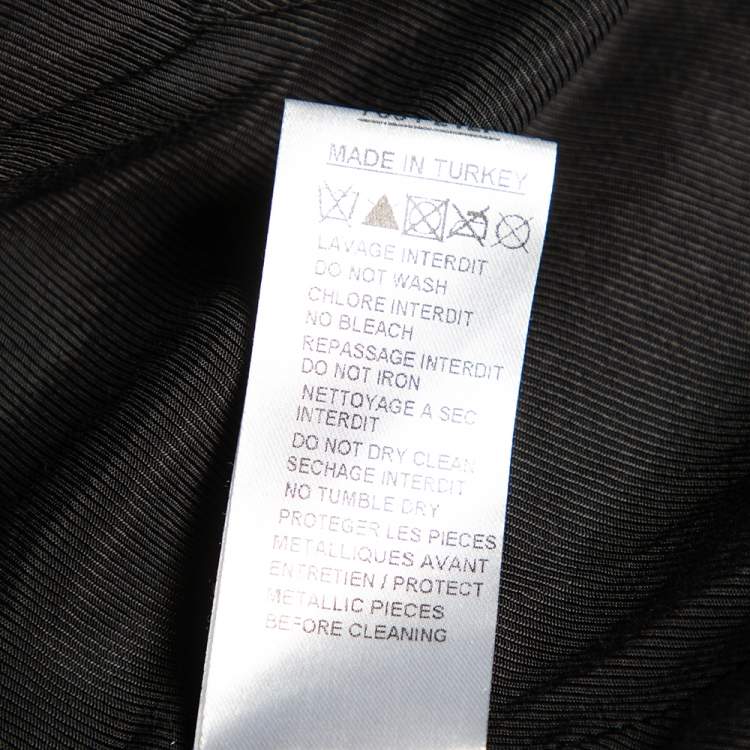 MADE IN TURKEY
LAVAGE INTERDIT
DO NOT WASH
CHLORE INTERDIT
NO BLEACH
REPASSAGE INTERDIT
DO NOT IRON
NETTOYAGE A SEC
INTERDIT
DO NOT DRY CLEAN
SECHAGE INTERDIT
NO TUMBLE DRY
PROTEGER LES PIECES
METALLIQUES AVANT
ENTRETIEN / PROTECT
METALLIC PIECES
BEFORE CLEANING